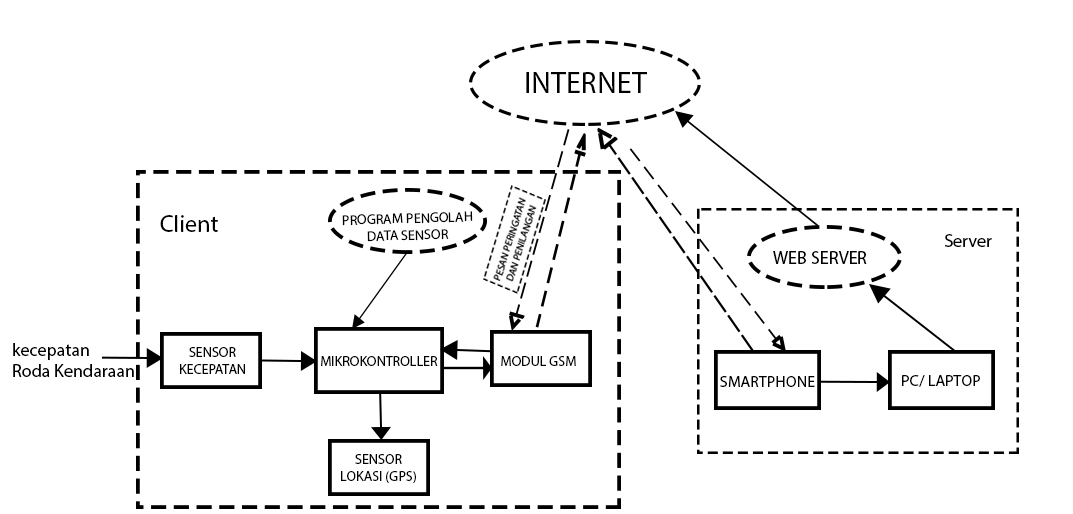 INTERNET
Client
PROGRAM PENGOLAH
DATA SENSOR
PESAN PERINGATAN
DAN PENILANGAN
Server
WEB SERVER
kecepatan
Roda Kendaraan
SENSOR
KECEPATAN
MIKROKONTROLLER
MODUL GSM
SMARTPHONE
PC/ LAPTOP
SENSOR
LOKASI (GPS)